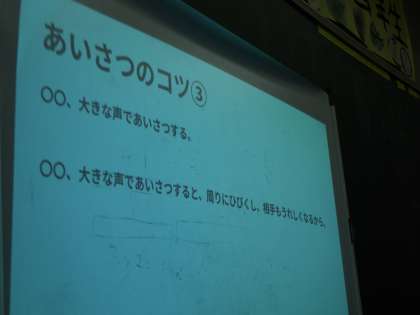 あいさつのコツ③
〇〇、大きな声であいさつする。
〇〇、大きな声であいさつすると、周りにひびくし、相手もうれしくなるから。